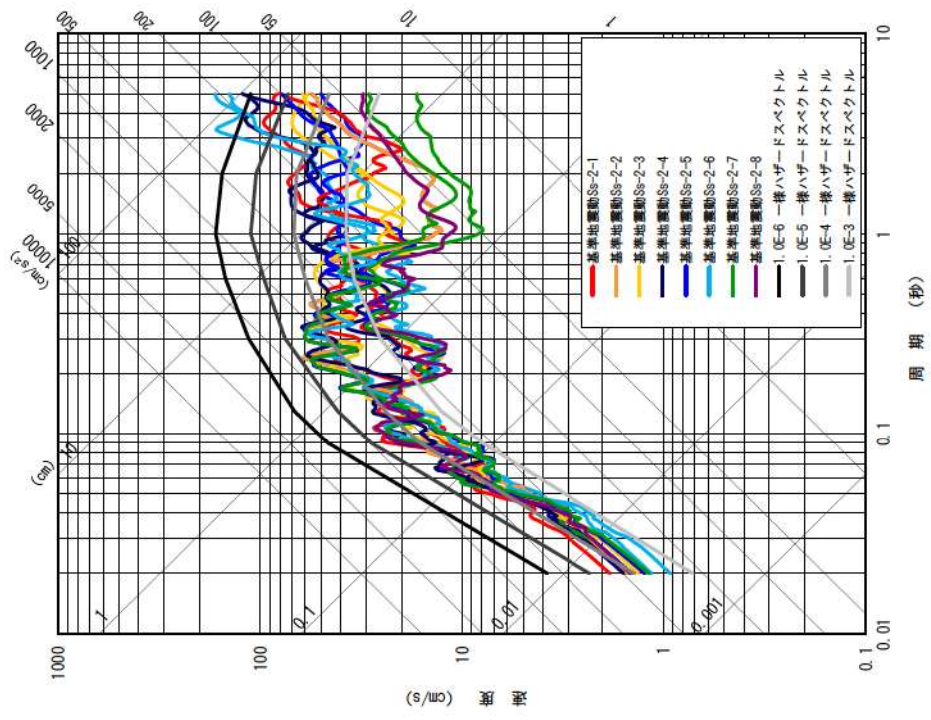 500
200
100
50
10
1
1000
2000
5000
10000
(cm/s²)
100
(cm)
10
1
0.1
0.01
0.001
1000
100
10
1
0.1
速 度 (cm/s)
0.01
0.1
1
10
周 期 (秒)
基準地震動Ss-2-1
基準地震動Ss-2-2
基準地震動Ss-2-3
基準地震動Ss-2-4
基準地震動Ss-2-5
基準地震動Ss-2-6
基準地震動Ss-2-7
基準地震動Ss-2-8
1.0E-6 一様ハザードスペクトル
1.0E-5 一様ハザードスペクトル
1.0E-4 一様ハザードスペクトル
1.0E-3 一様ハザードスペクトル